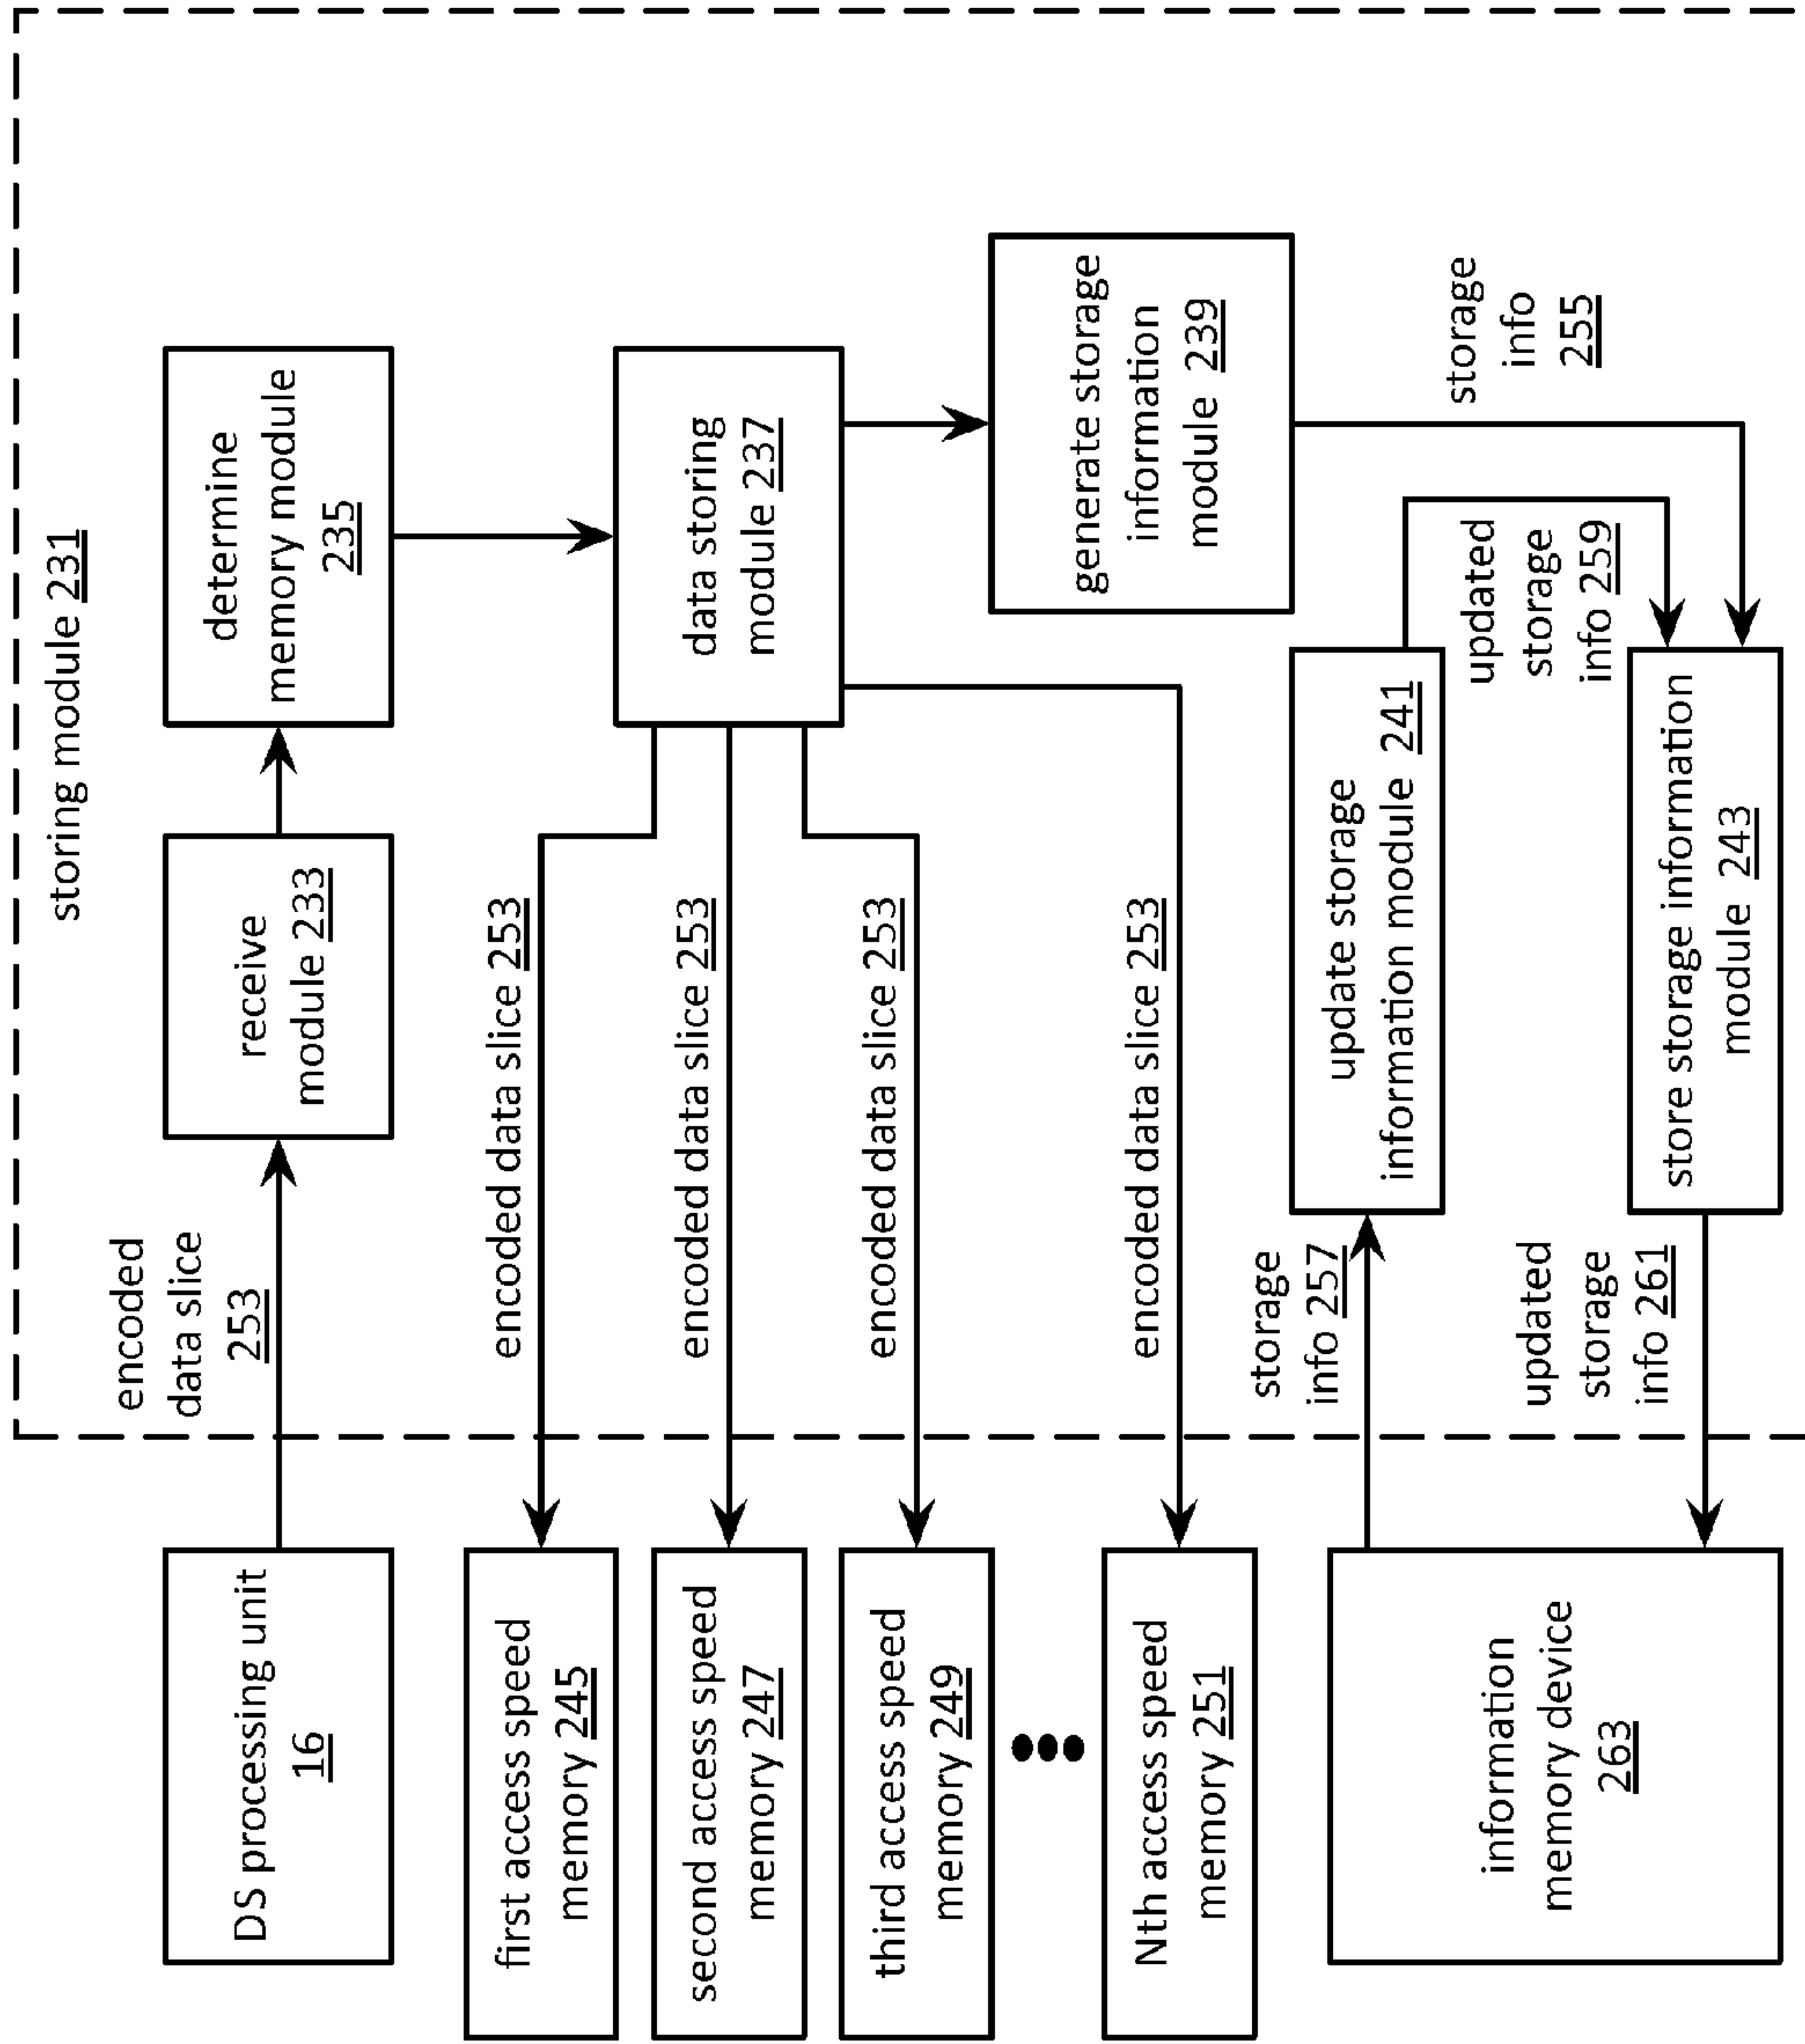 storing module 231
DS processing unit
16
encoded
data slice
253
receive
module 233
determine
memory module
235
first access speed
memory 245
encoded data slice 253
second access speed
memory 247
encoded data slice 253
data storing
module 237
third access speed
memory 249
encoded data slice 253
Nth access speed
memory 251
encoded data slice 253
generate storage
information
module 239
information
memory device
263
storage
info 257
update storage
information module 241
updated
storage
info 259
storage
info
255
updated
storage
info 261
store storage information
module 243